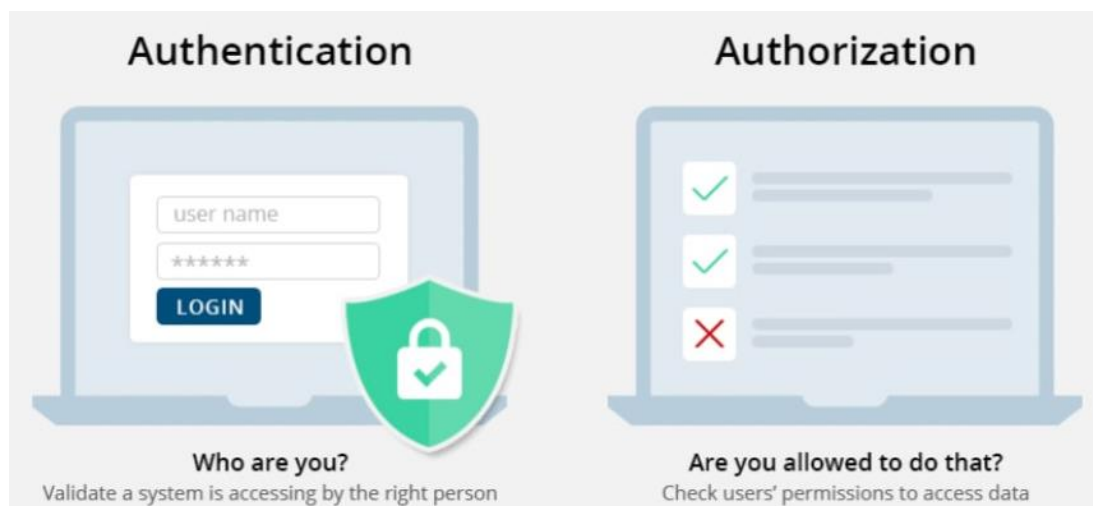 Authentication
user name
******
LOGIN
Who are you?
Validate a system is accessing by the right person
Authorization
Are you allowed to do that?
Check users' permissions to access data